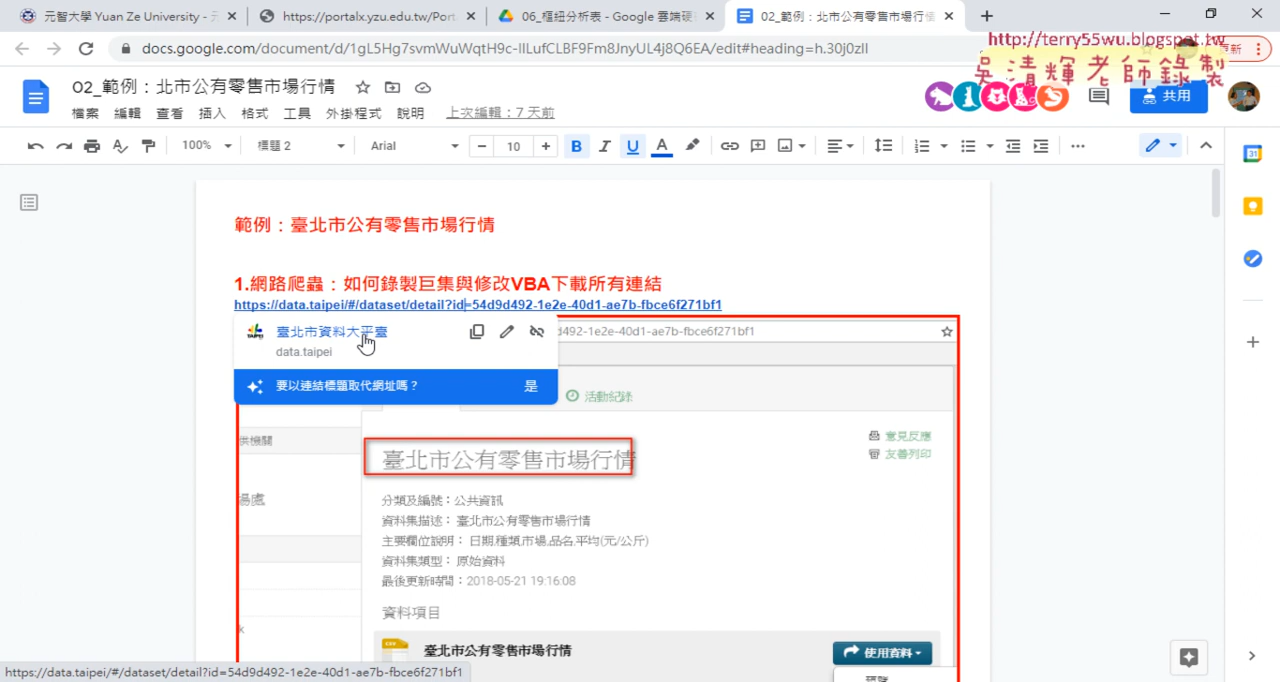 元智大學 Yuan Ze University -
https://portalx.yzu.edu.tw/Port
06_樞紐分析表 - Google 雲端硬
02_範例：北市公有零售市場行情
docs.google.com/document/d/1gL5Hg7svmWuWqtH9c-IILufCLBF9Fm8JnyUL4j8Q6EA/edit#heading=h.30j0zll
http://terry55wu.blogspot.tw
更新
吳清輝老師錄製
02_範例：北市公有零售市場行情
檔案 編輯 查看 插入 格式 工具 外掛程式 說明 上次編輯：7 天前
共用
100% 標題 2 Arial 10 B I U A
31
範例：臺北市公有零售市場行情
1.網路爬蟲：如何錄製巨集與修改VBA下載所有連結
https://data.taipei/#/dataset/detail?id=54d9d492-1e2e-40d1-ae7b-fbce6f271bf1
臺北市資料大平臺
data.taipei
d492-1e2e-40d1-ae7b-fbce6f271bf1
要以連結標題取代網址嗎？ 是
活動紀錄
供機關
意見反應
友善列印
臺北市公有零售市場行情
場處
分類及編號：公共資訊
資料集描述： 臺北市公有零售市場行情
主要欄位說明： 日期,種類,市場,品名,平均(元/公斤)
資料集類型： 原始資料
最後更新時間：2018-05-21 19:16:08
資料項目
臺北市公有零售市場行情
使用資料
預覽
https://data.taipei/#/dataset/detail?id=54d9d492-1e2e-40d1-ae7b-fbce6f271bf1